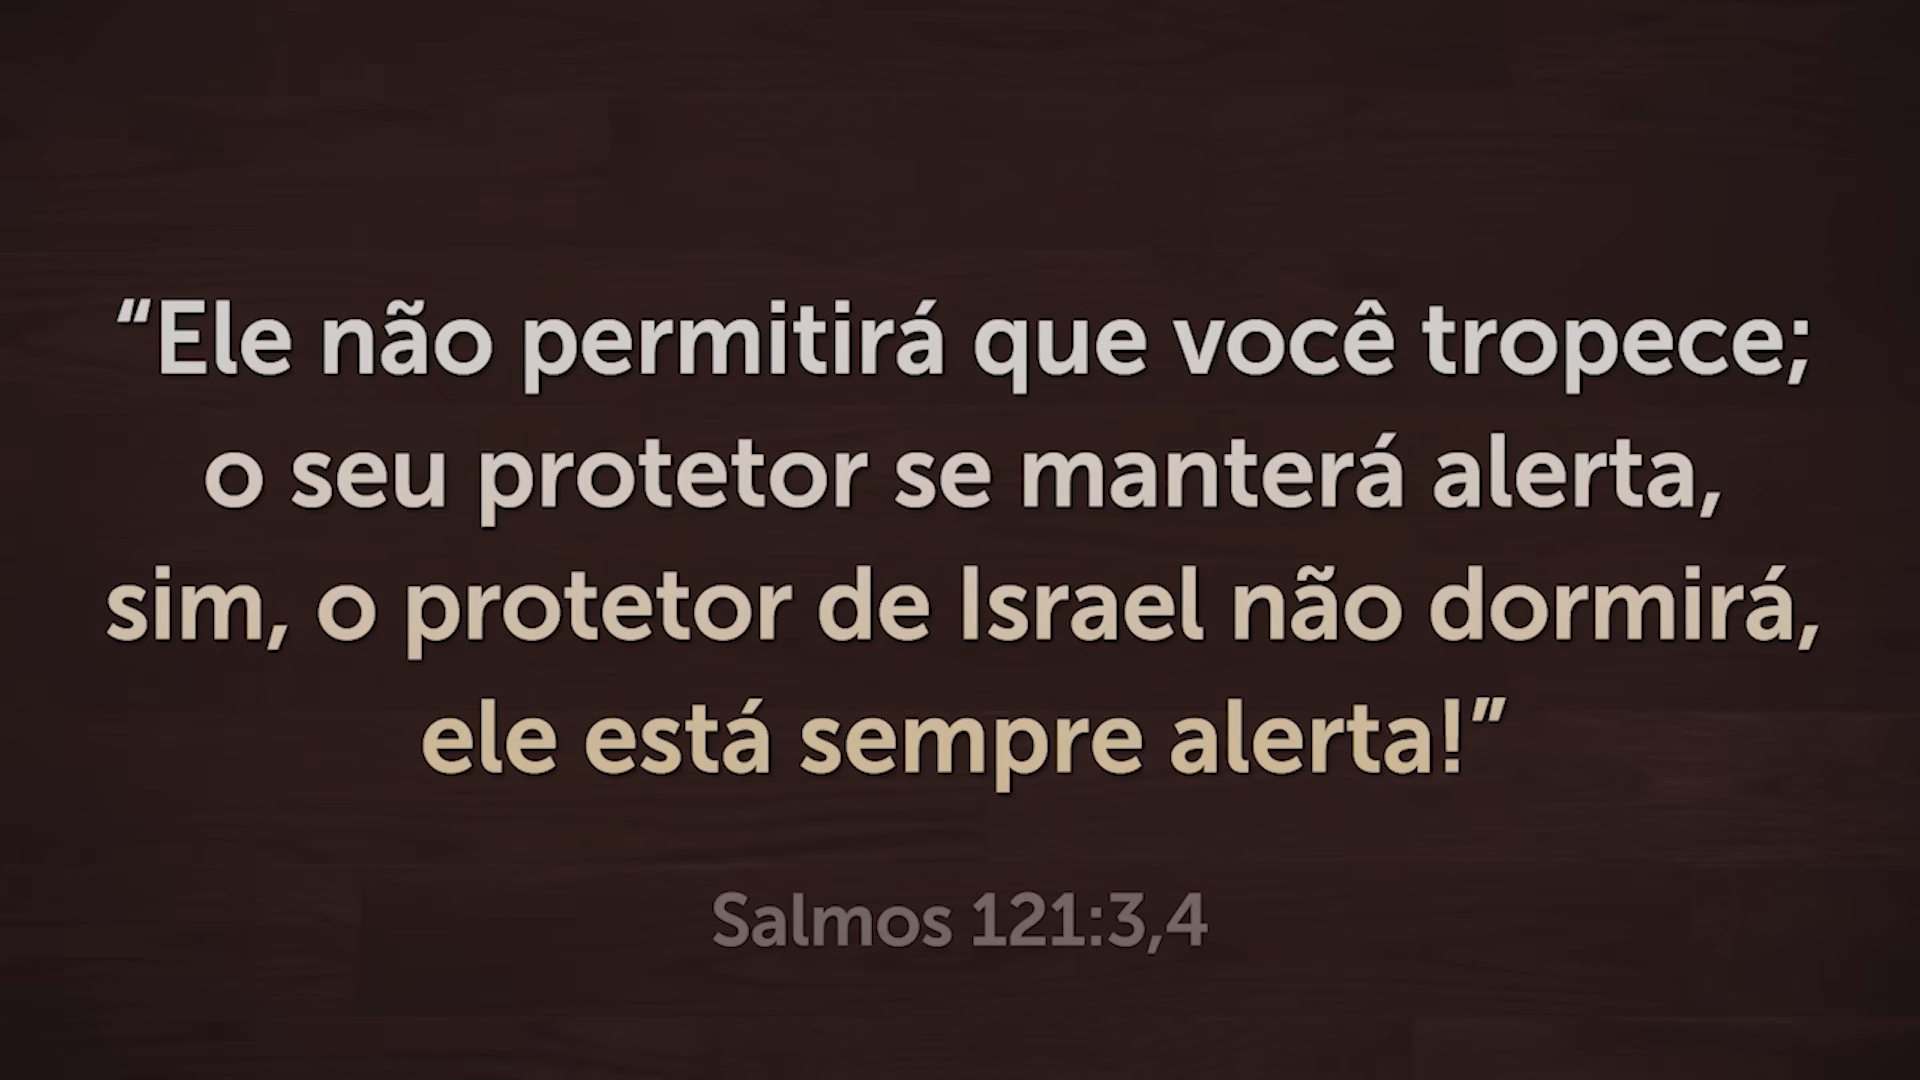 “Ele não permitirá que você tropece;
o seu protetor se manterá alerta,
sim, o protetor de Israel não dormirá,
ele está sempre alerta!”
Salmos 121:3,4